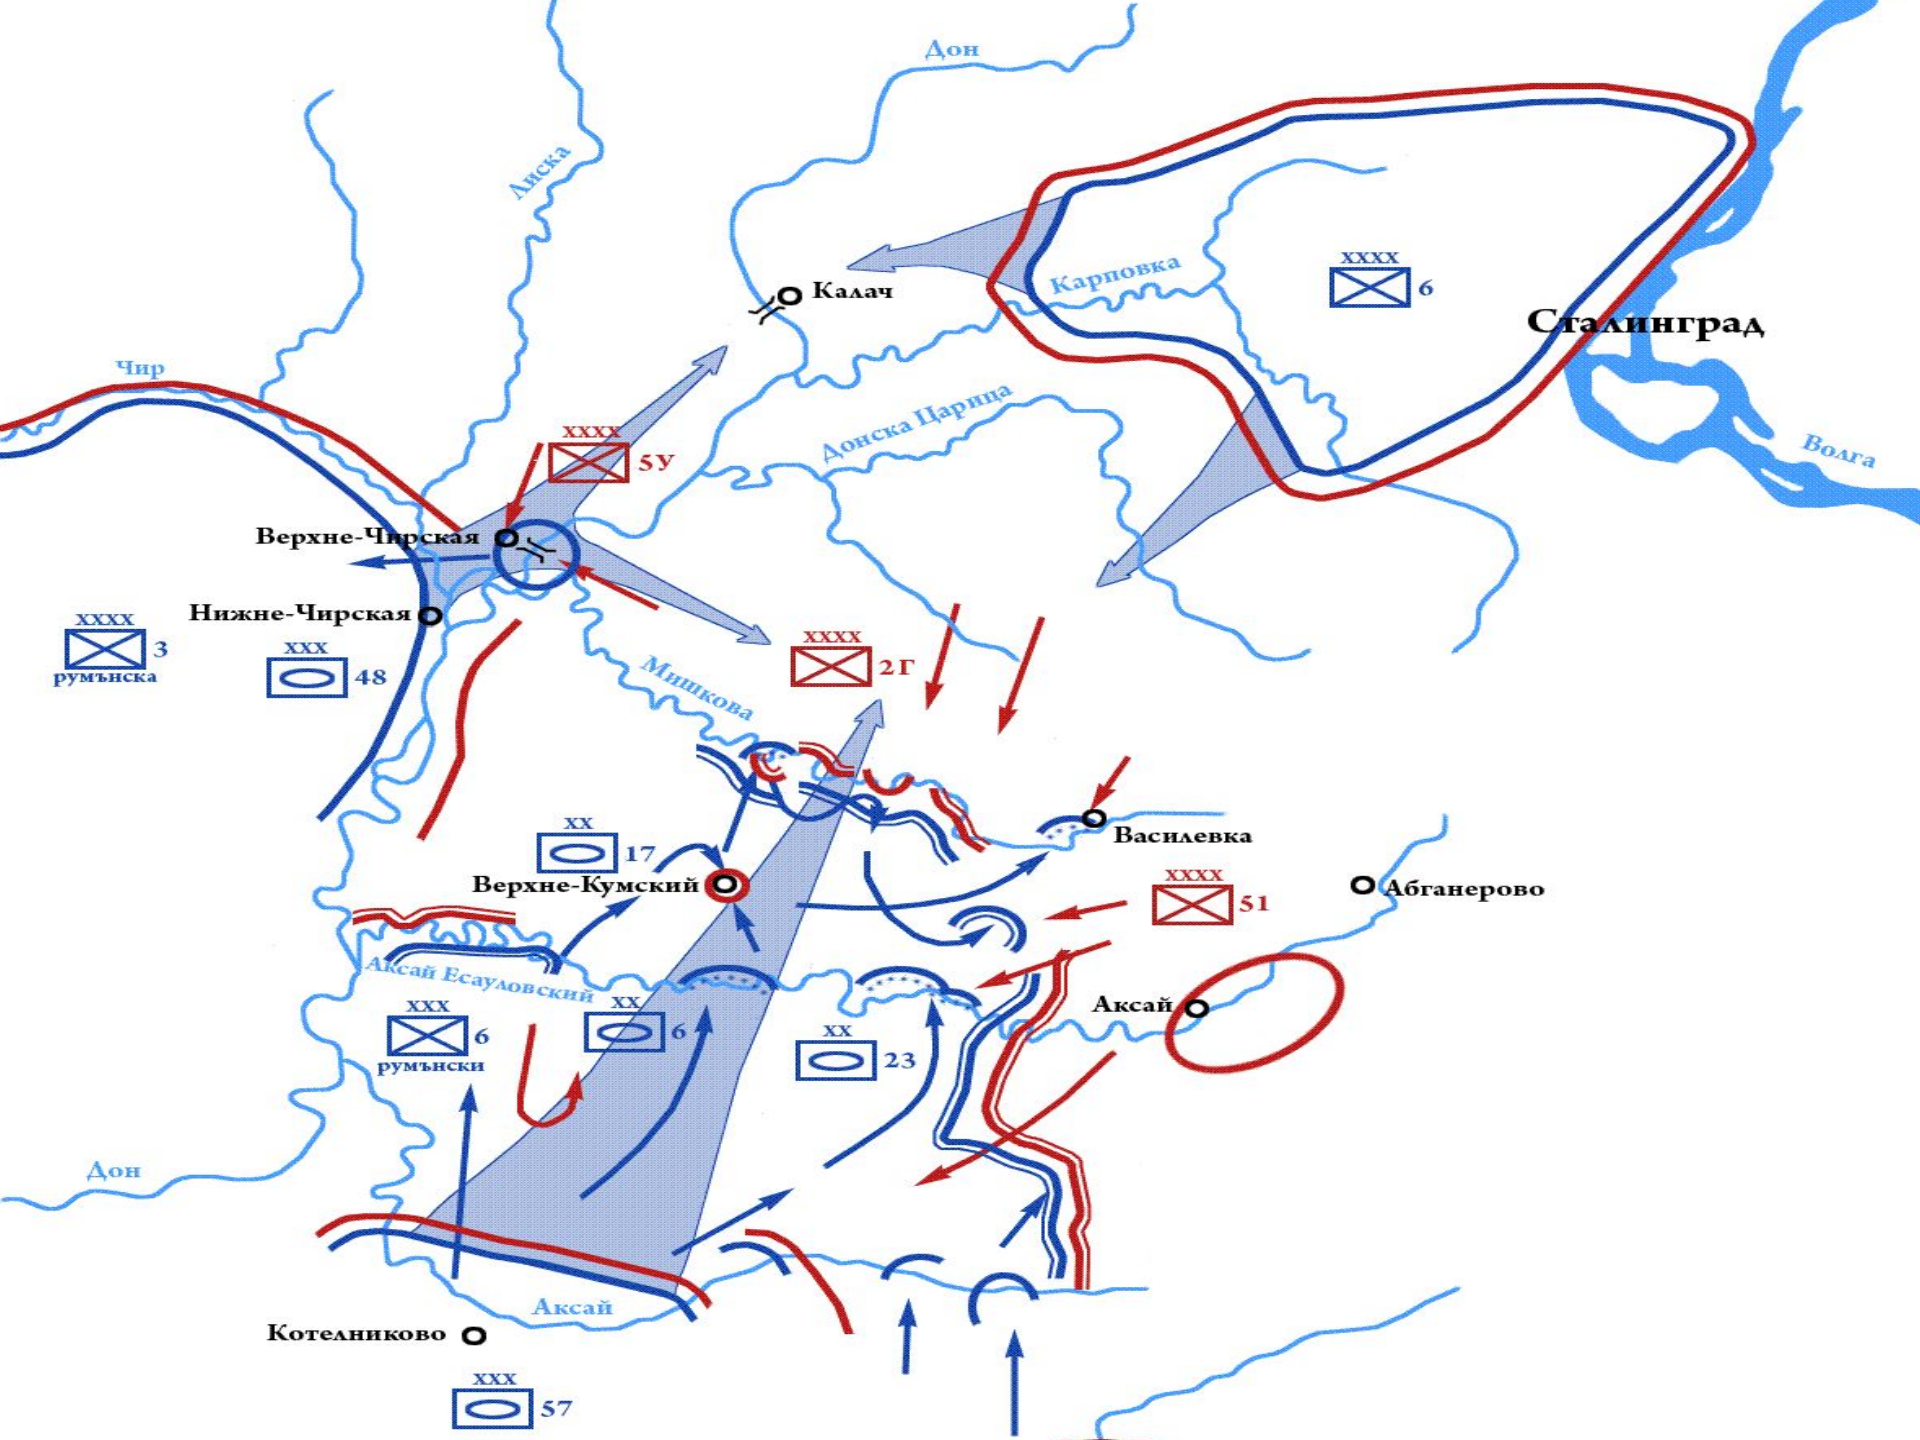 Дон
Лиска
Карповка
XXXX
6
Калач
Сталинград
Чир
Донска Царица
XXXX
5У
Волга
Верхне-Чирская
Нижне-Чирская
XXXX
3
румънска
XXX
48
XXXX
2Г
Мишкова
XX
17
Василевка
Верхне-Кумский
XXXX
51
Абганерово
Аксай Есауловский
XXX
6
румънски
XX
6
XX
23
Аксай
Дон
Аксай
Котелниково
XXX
57